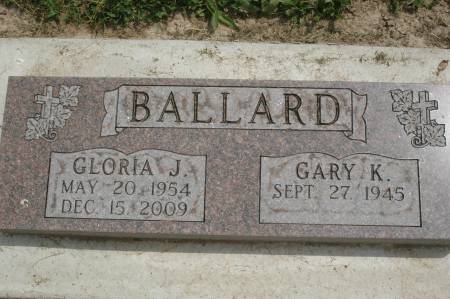 BALLARD
GLORIA J.
MAY 20 1954
DEC. 15 2009
GARY K.
SEPT. 27 1945